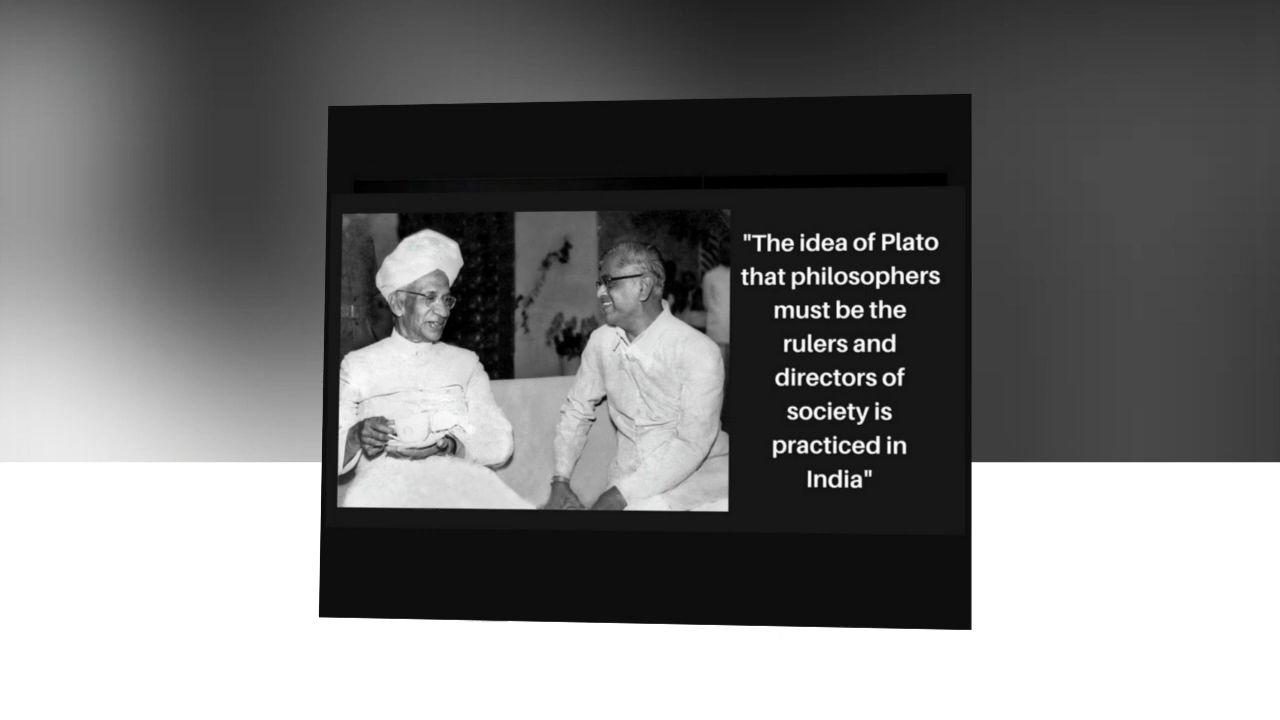 "The idea of Plato
that philosophers
must be the
rulers and
directors of
society is
practiced in
India"